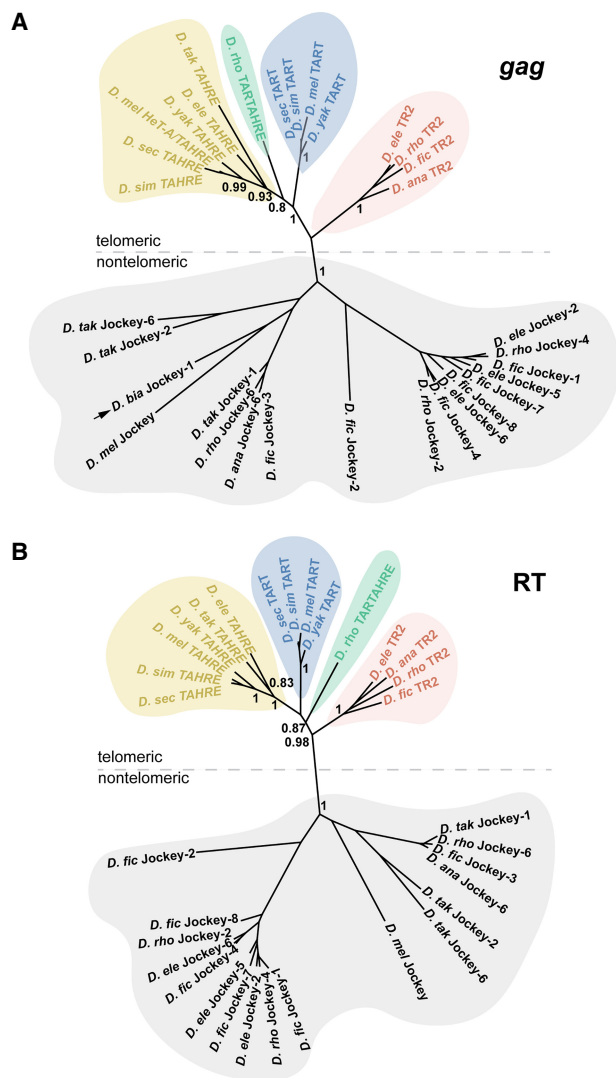 A
gag
D. tak TAHRE
D. ele TAHRE
D. yak TAHRE
D. mel HeT-A/TAHRE
D. sec TAHRE
D. sim TAHRE
D. rho TARTAHRE
D. sec TART
D. sim TART
D. mel TART
D. yak TART
D. ele TR2
D. rho TR2
D. fic TR2
D. ana TR2
0.99
0.93
0.8
1
1
1
telomeric
nontelomeric
1
D. tak Jockey-6
D. tak Jockey-2
D. bia Jockey-1
D. mel Jockey
D. tak Jockey-1
D. rho Jockey-6
D. ana Jockey-6
D. fic Jockey-3
D. fic Jockey-2
D. ele Jockey-2
D. rho Jockey-4
D. fic Jockey-1
D. ele Jockey-5
D. fic Jockey-7
D. fic Jockey-8
D. ele Jockey-6
D. fic Jockey-4
D. rho Jockey-2
B
RT
D. ele TAHRE
D. tak TAHRE
D. yak TAHRE
D. mel TAHRE
D. sim TAHRE
D. sec TAHRE
D. sec TART
D. sim TART
D. mel TART
D. yak TART
D. rho TARTAHRE
D. ele TR2
D. ana TR2
D. rho TR2
D. fic TR2
0.83
1
1
1
1
0.87
0.98
telomeric
nontelomeric
1
D. fic Jockey-2
D. fic Jockey-8
D. rho Jockey-2
D. ele Jockey-6
D. fic Jockey-4
D. ele Jockey-5
D. fic Jockey-7
D. ele Jockey-2
D. rho Jockey-4
D. fic Jockey-1
D. tak Jockey-1
D. rho Jockey-6
D. fic Jockey-3
D. ana Jockey-6
D. tak Jockey-2
D. tak Jockey-6
D. mel Jockey